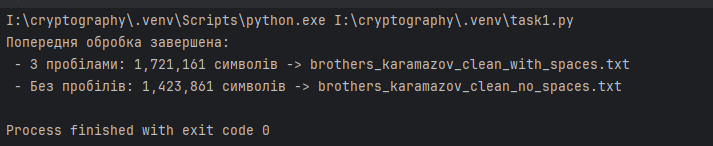 I:\cryptography\.venv\Scripts\python.exe I:\cryptography\.venv\task1.py
Попередня обробка завершена:
 - З пробілами: 1,721,161 символів -> brothers_karamazov_clean_with_spaces.txt
 - Без пробілів: 1,423,861 символів -> brothers_karamazov_clean_no_spaces.txt

Process finished with exit code 0